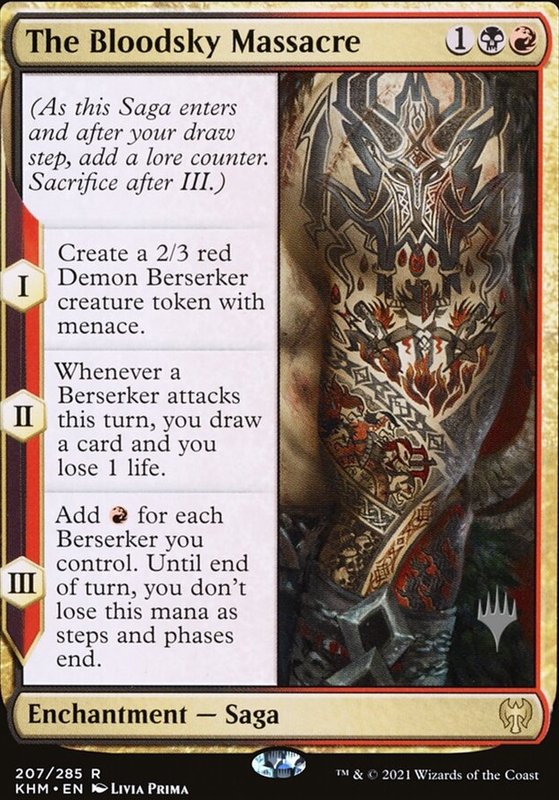 The Bloodsky Massacre 1
(As this Saga enters
and after your draw
step, add a lore counter.
Sacrifice after III.)
I
Create a 2/3 red
Demon Berserker
creature token with
menace.
II
Whenever a
Berserker attacks
this turn, you draw
a card and you
lose 1 life.
III
Add for each
Berserker you
control. Until end
of turn, you don't
lose this mana as
steps and phases
end.
Enchantment — Saga
207/285 R
KHM • EN Livia Prima
™ & © 2021 Wizards of the Coast